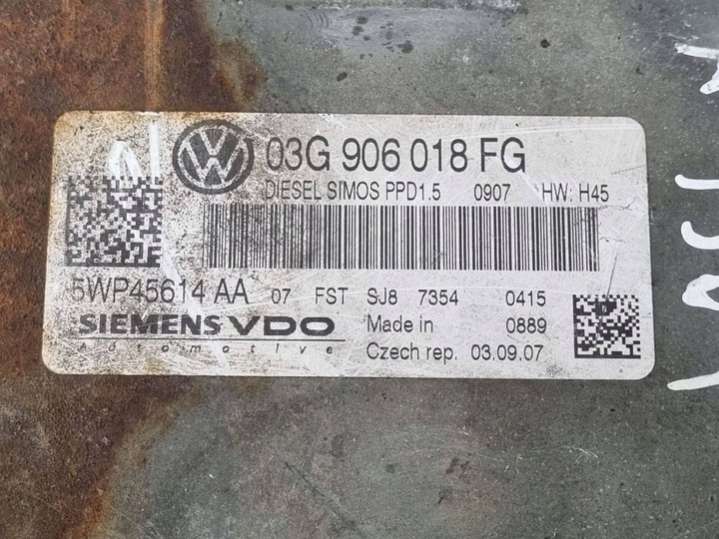 03G 906 018 FG
DIESEL SIMOS PPD1.5 0907 HW: H45
5WP45614 AA 07 FST SJ8 7354 0415
SIEMENS VDO Made in 0889
Automotive Czech rep. 03.09.07